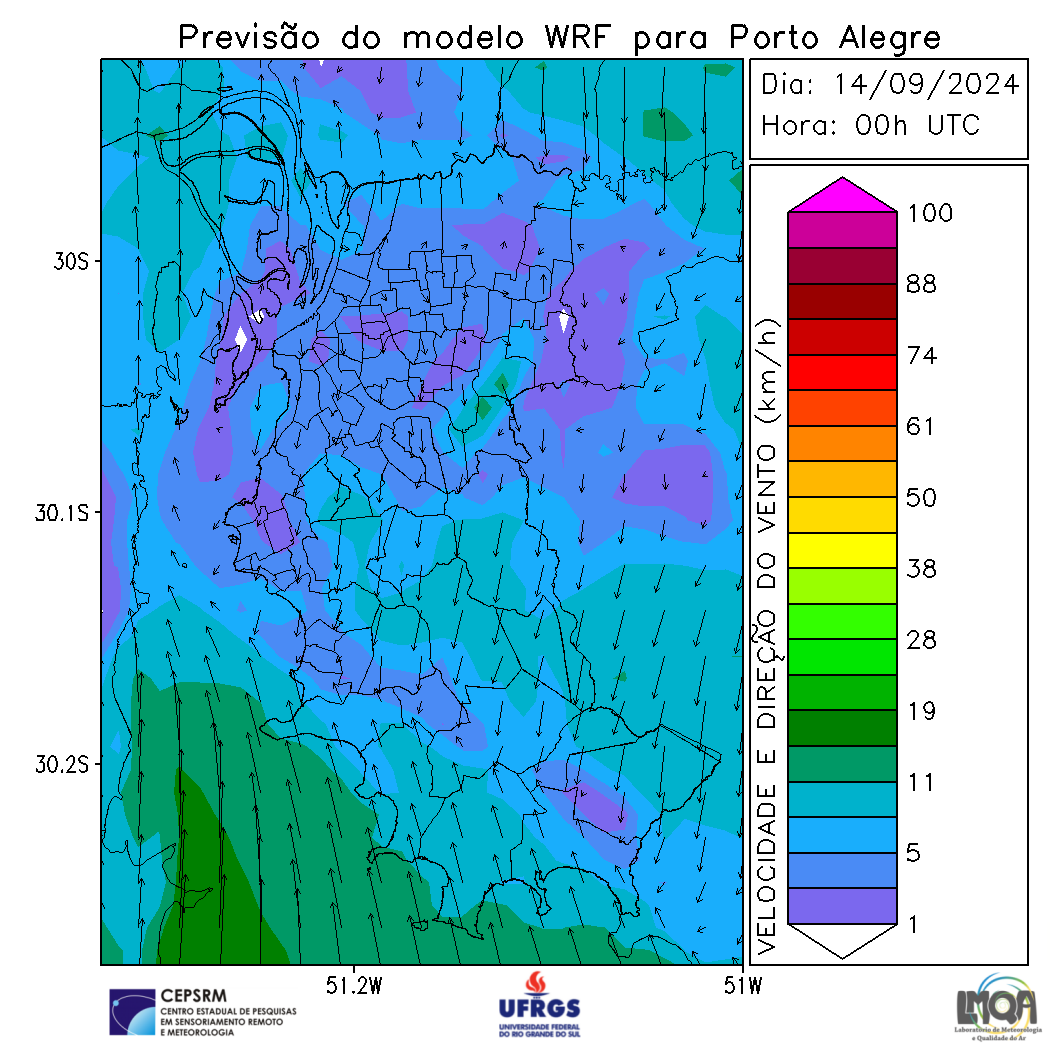 Previsão do modelo WRF para Porto Alegre
Dia: 14/09/2024
Hora: 00h UTC
30S
30.1S
30.2S
51.2W
51W
VELOCIDADE E DIREÇÃO DO VENTO (km/h)
100
88
74
61
50
38
28
19
11
5
1
CEPSRM
CENTRO ESTADUAL DE PESQUISAS
EM SENSORIAMENTO REMOTO
E METEOROLOGIA
UFRGS
UNIVERSIDADE FEDERAL
DO RIO GRANDE DO SUL
LMQA
Laboratório de Meteorologia
e Qualidade do Ar